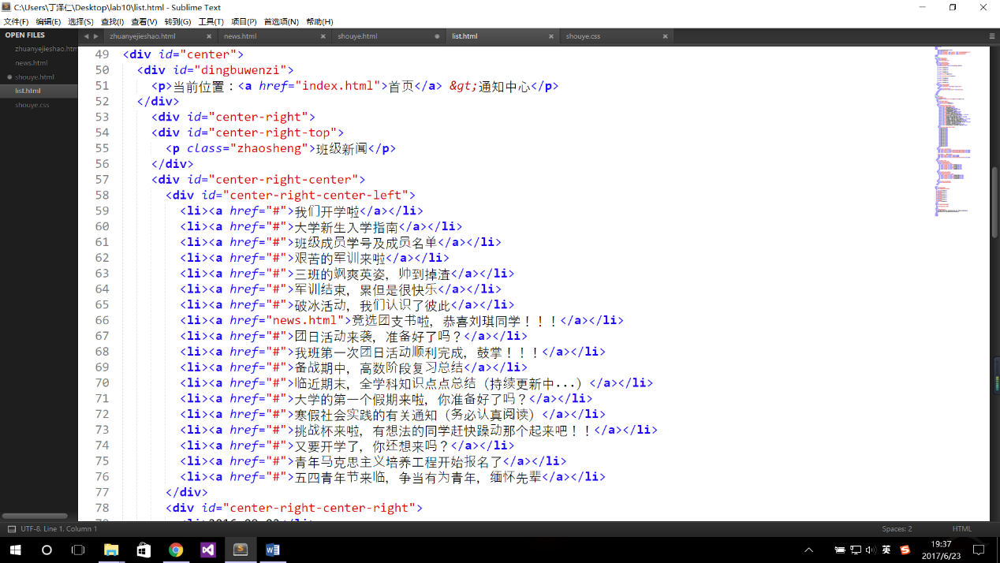 C:\Users\丁泽仁\Desktop\lab10\list.html - Sublime Text
文件(F) 编辑(E) 选择(S) 查找(I) 查看(V) 转到(G) 工具(T) 项目(P) 首选项(N) 帮助(H)
OPEN FILES
zhuanyejieshao.htm
news.html
shouye.html
list.html
shouye.css
zhuanyejieshao.html × news.html × shouye.html list.html × shouye.css ×
49 <div id="center">
50 <div id="dingbuwenzi">
51 <p>当前位置：<a href="index.html">首页</a> &gt;通知中心</p>
52 </div>
53 <div id="center-right">
54 <div id="center-right-top">
55 <p class="zhaosheng">班级新闻</p>
56 </div>
57 <div id="center-right-center">
58 <div id="center-right-center-left">
59 <li><a href="#">我们开学啦</a></li>
60 <li><a href="#">大学新生入学指南</a></li>
61 <li><a href="#">班级成员学号及成员名单</a></li>
62 <li><a href="#">艰苦的军训来啦</a></li>
63 <li><a href="#">三班的飒爽英姿，帅到掉渣</a></li>
64 <li><a href="#">军训结束，累但是很快乐</a></li>
65 <li><a href="#">破冰活动，我们认识了彼此</a></li>
66 <li><a href="news.html">竞选团支书啦，恭喜刘琪同学！！！</a></li>
67 <li><a href="#">团日活动来袭，准备好了吗？</a></li>
68 <li><a href="#">我班第一次团日活动顺利完成，鼓掌！！！</a></li>
69 <li><a href="#">备战期中，高数阶段复习总结</a></li>
70 <li><a href="#">临近期末，全学科知识点点总结（持续更新中...）</a></li>
71 <li><a href="#">大学的第一个假期来啦，你准备好了吗？</a></li>
72 <li><a href="#">寒假社会实践的有关通知（务必认真阅读）</a></li>
73 <li><a href="#">挑战杯来啦，有想法的同学赶快躁动那个起来吧！！</a></li>
74 <li><a href="#">又要开学了，你还想来吗？</a></li>
75 <li><a href="#">青年马克思主义培养工程开始报名了</a></li>
76 <li><a href="#">五四青年节来临，争当有为青年，缅怀先辈</a></li>
77 </div>
78 <div id="center-right-center-right">
UTF-8, Line 1, Column 1 Spaces: 2 HTML
英
19:37
2017/6/23